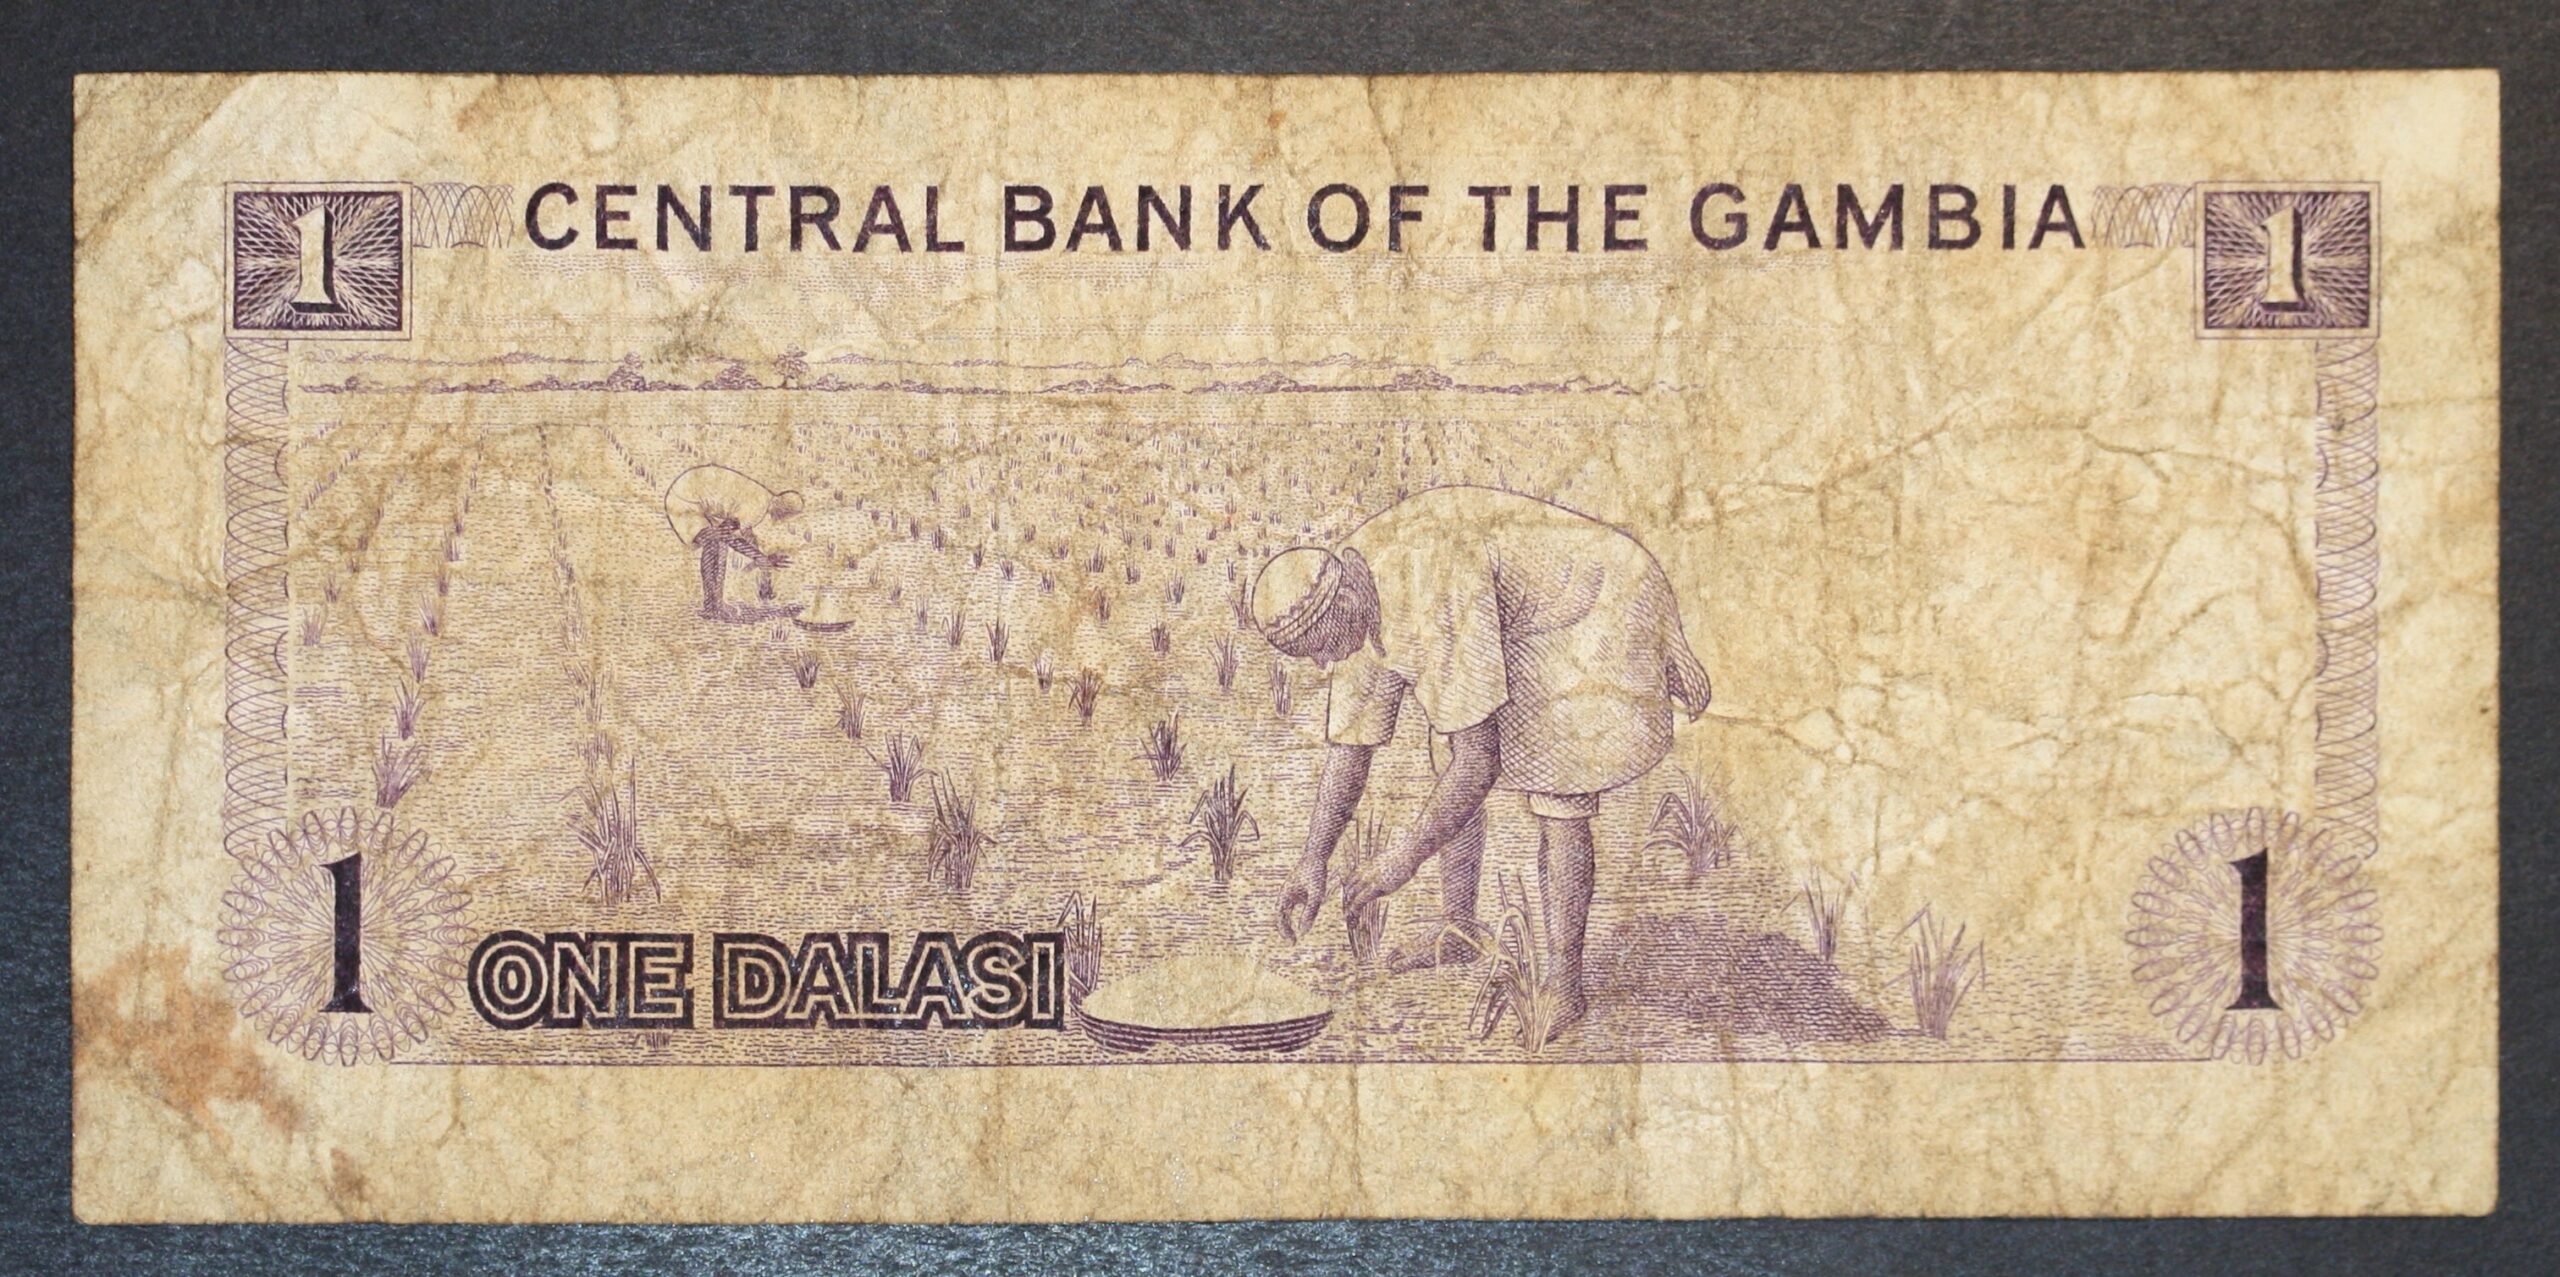 1 CENTRAL BANK OF THE GAMBIA 1
1 ONE DALASI 1